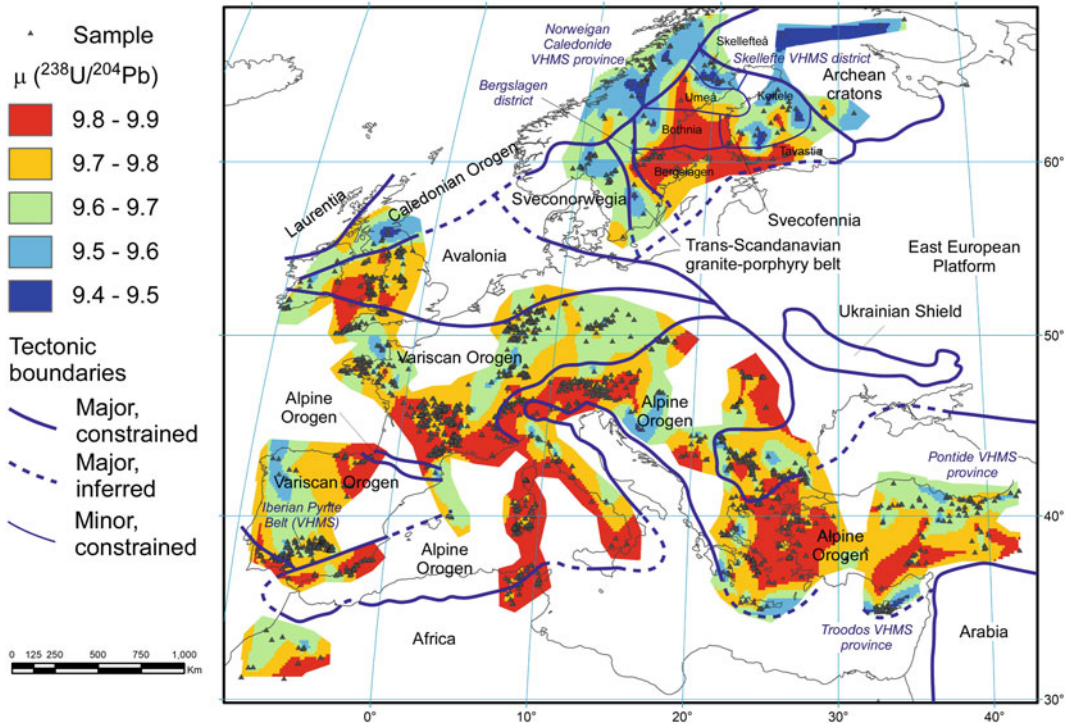 Sample
μ (²³⁸U/²⁰⁴Pb)
9.8 - 9.9
9.7 - 9.8
9.6 - 9.7
9.5 - 9.6
9.4 - 9.5
Tectonic
boundaries
Major,
constrained
Major,
inferred
Minor,
constrained
0 125 250 500 750 1,000
Km
Norweigan
Caledonide
VHMS province
Skellefteå
Skellefte VHMS district
Archean
cratons
Bergslagen
district
Umeå
Keitele
Bothnia
Tavastia
Bergslagen
60°
Laurentia
Caledonian Orogen
Sveconorwegia
Svecofennia
Trans-Scandanavian
granite-porphyry belt
Avalonia
East European
Platform
Ukrainian Shield
50°
Variscan Orogen
Alpine
Orogen
Alpine
Orogen
Variscan Orogen
Iberian Pyrite
Belt (VHMS)
Pontide VHMS
province
40°
Alpine
Orogen
Alpine
Orogen
Africa
Troodos VHMS
province
Arabia
30°
0° 10° 20° 30° 40°